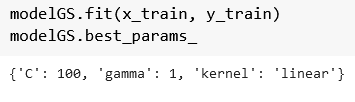 modelGS.fit(x_train, y_train)
modelGS.best_params_
{'C': 100, 'gamma': 1, 'kernel': 'linear'}